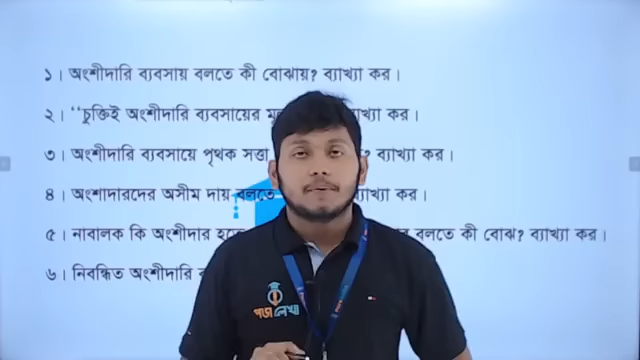 ১। অংশীদারি ব্যবসায় বলতে কী বোঝায়? ব্যাখ্যা কর।
২। “চুক্তিই অংশীদারি ব্যবসায়ের কর।
৩। অংশীদারি ব্যবসায়ে পৃথক সত্তা ? ব্যাখ্যা কর।
৪। অংশাদারদের অসীম দায় বলতে কর।
৫। নাবালক কি অংশীদার বলতে কী বোঝ? ব্যাখ্যা কর।
৬। নিবন্ধিত অংশীদারি
পড়ালেখা